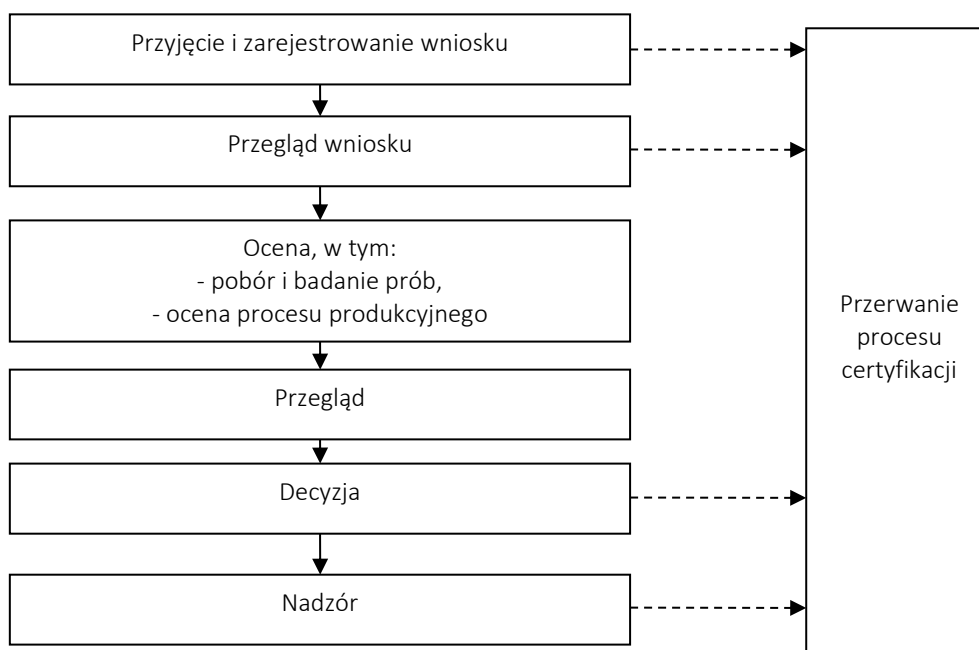 Przyjęcie i zarejestrowanie wniosku
Przegląd wniosku
Ocena, w tym:
- pobór i badanie prób,
- ocena procesu produkcyjnego
Przegląd
Decyzja
Nadzór
Przerwanie
procesu
certyfikacji